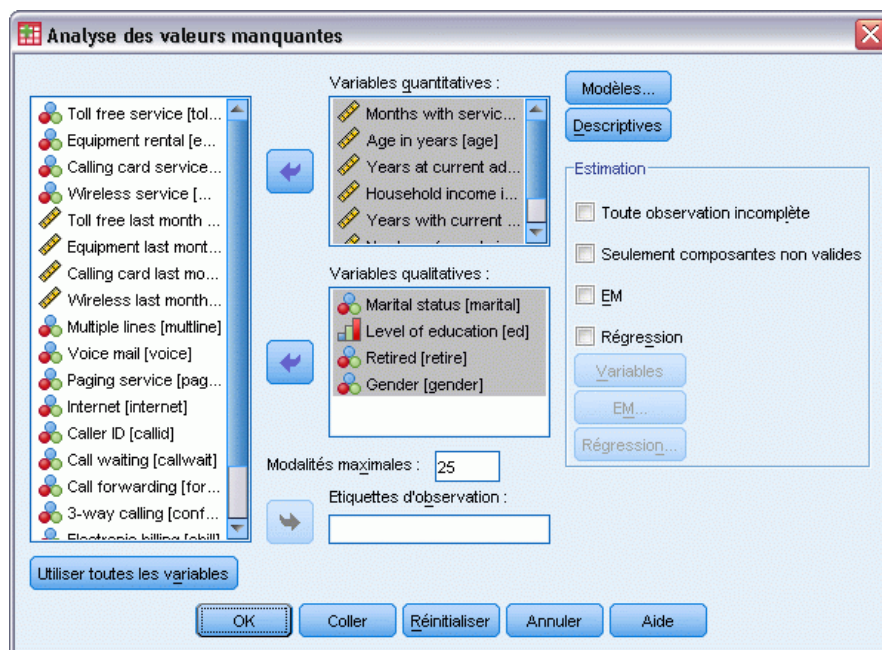 Analyse des valeurs manquantes
Toll free service [tol...
Equipment rental [e...
Calling card service...
Wireless service [...
Toll free last month ...
Equipment last mont...
Calling card last mo...
Wireless last month...
Multiple lines [multline]
Voice mail [voice]
Paging service [pag...
Internet [internet]
Caller ID [callid]
Call waiting [callwait]
Call forwarding [for...
3-way calling [conf...
Electronic billing [ebill]
Utiliser toutes les variables
Variables quantitatives :
Months with servic...
Age in years [age]
Years at current ad...
Household income i...
Years with current ...
Variables qualitatives :
Marital status [marital]
Level of education [ed]
Retired [retire]
Gender [gender]
Modalités maximales : 25
Etiquettes d'observation :
Modèles...
Descriptives
Estimation
Toute observation incomplète
Seulement composantes non valides
EM
Régression
Variables
EM...
Régression...
OK Coller Réinitialiser Annuler Aide